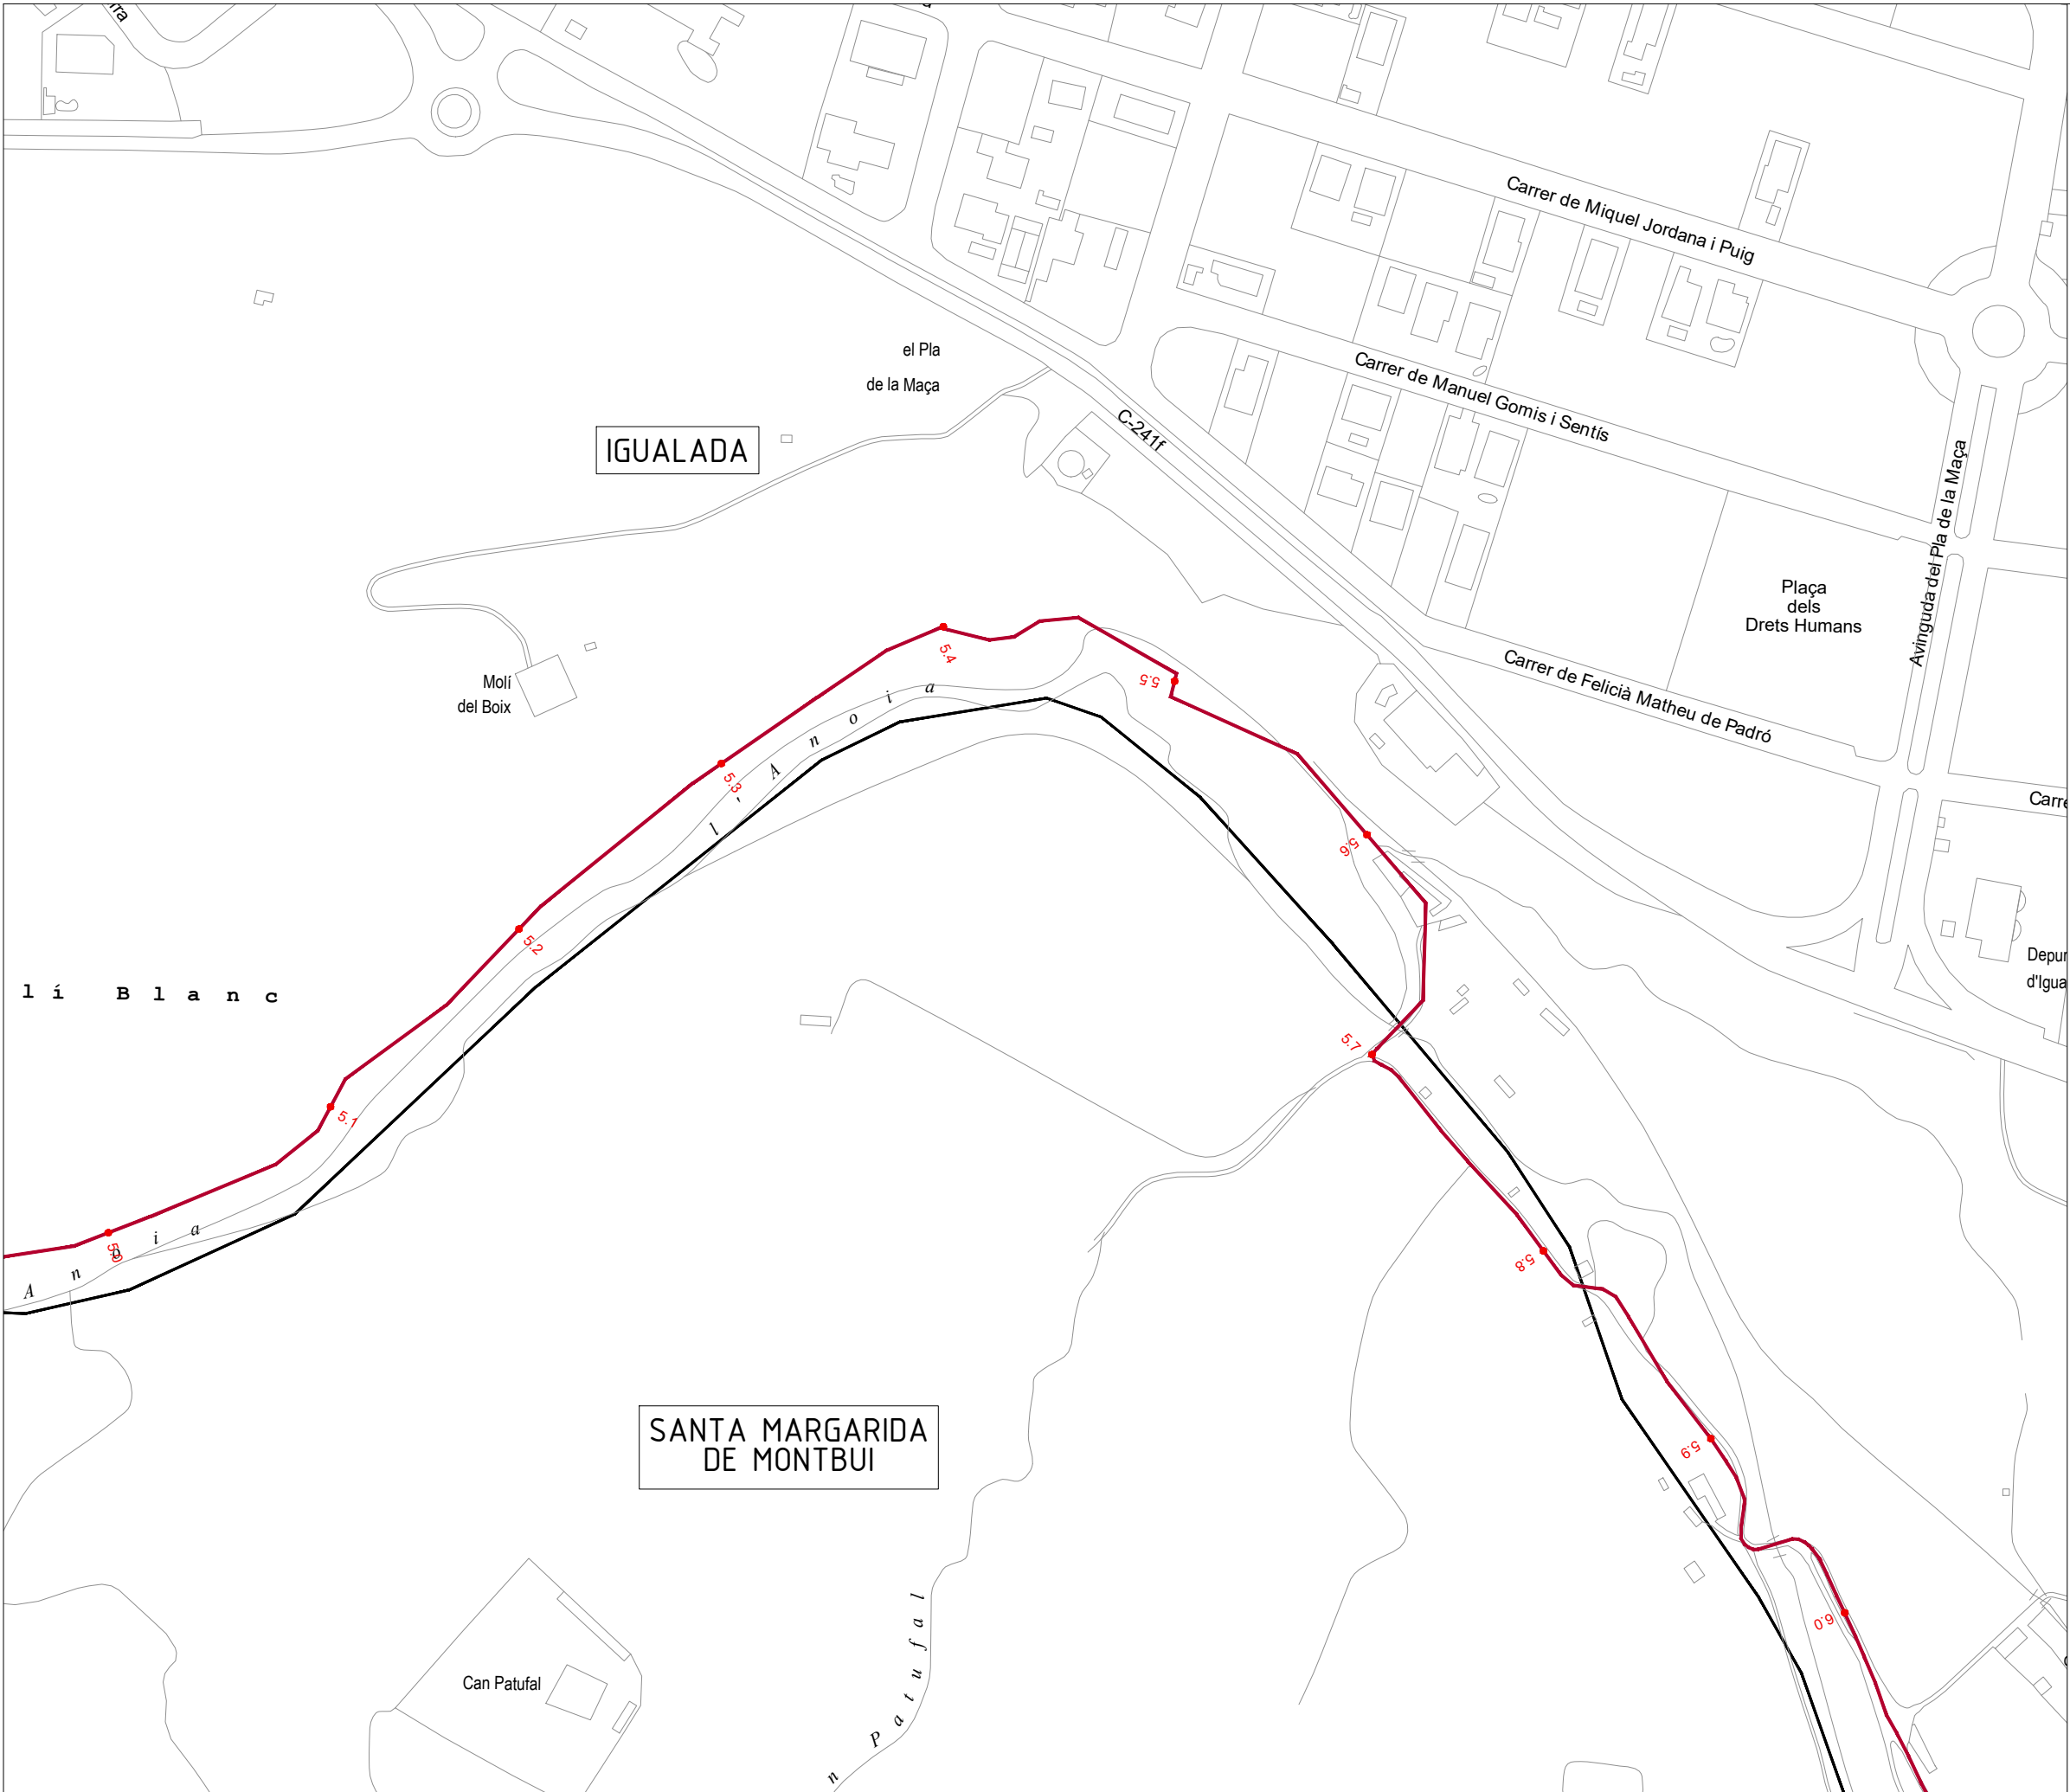 Carrer de Miquel Jordana i Puig
el Pla
de la Maça
Carrer de Manuel Gomis i Sentís
C-241f
IGUALADA
Avinguda del Pla de la Maça
Plaça
dels
Drets Humans
Carrer de Felicià Matheu de Padró
Molí
del Boix
5.4
5.5
l ' A n o i a
5.3
Carre
5.6
5.2
Depur
d'Igua
l í B l a n c
5.7
5.1
5.0
A n o i a
5.8
SANTA MARGARIDA
DE MONTBUI
5.9
6.0
Can Patufal
n P a t u f a l